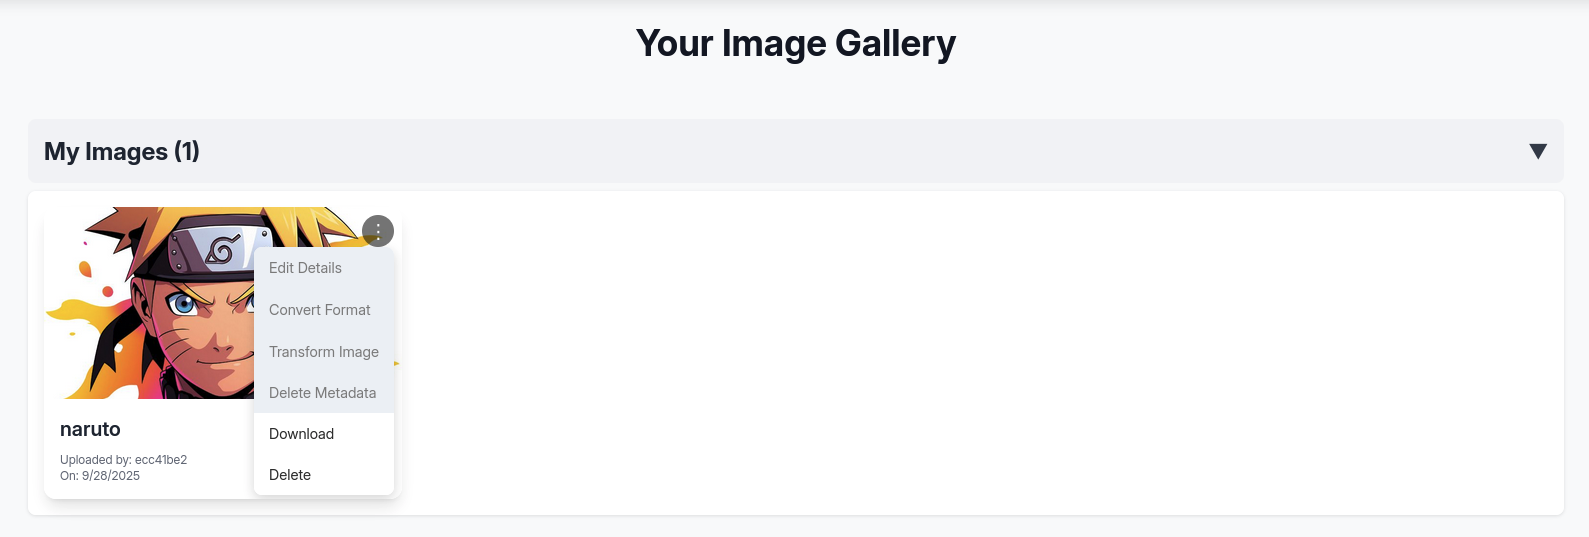 Your Image Gallery
My Images (1)
▼
⋮
Edit Details
Convert Format
Transform Image
Delete Metadata
Download
Delete
naruto
Uploaded by: ecc41be2
On: 9/28/2025